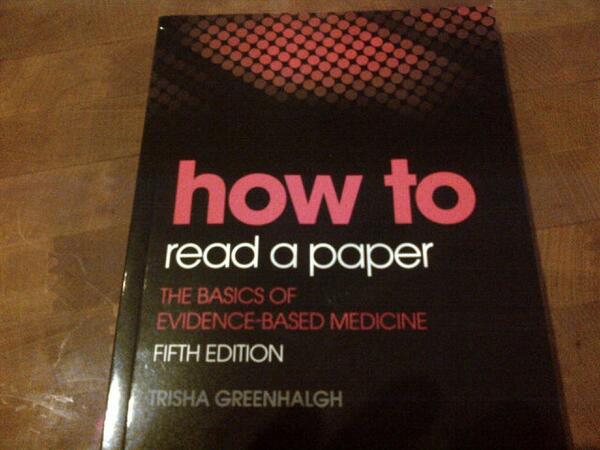 how to
read a paper
THE BASICS OF
EVIDENCE-BASED MEDICINE
FIFTH EDITION
TRISHA GREENHALGH